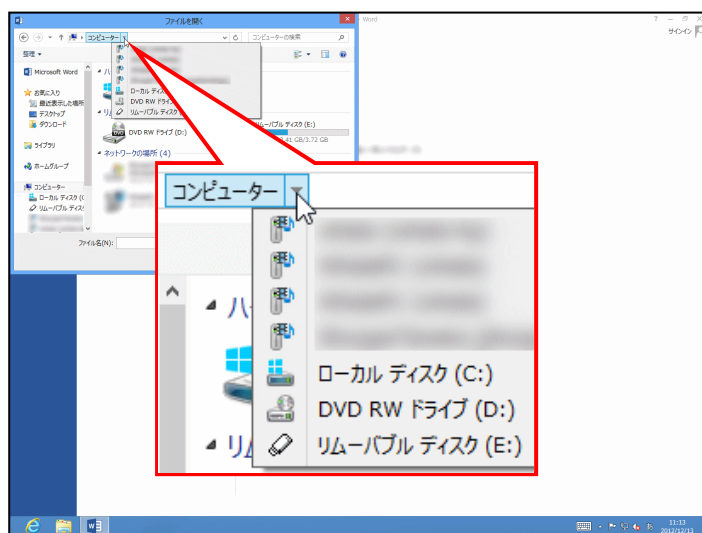 ファイルを開く
Word
サインイン
コンピューター
コンピューターの検索
整理
Microsoft Word
お気に入り
最近表示した場所
デスクトップ
ダウンロード
ライブラリ
ホームグループ
コンピューター
ローカル ディスク (C
リムーバブル ディスク
ローカル ディスク
DVD RW ドライブ (D:)
リムーバブル ディスク
DVD RW ドライブ (D:)
ムーバブル ディスク (E:)
GB/3.72 GB
ネットワークの場所 (4)
ファイル名(N):
コンピューター
ハ
ローカル ディスク (C:)
DVD RW ドライブ (D:)
リムーバブル ディスク (E:)
11:13
2012/12/13